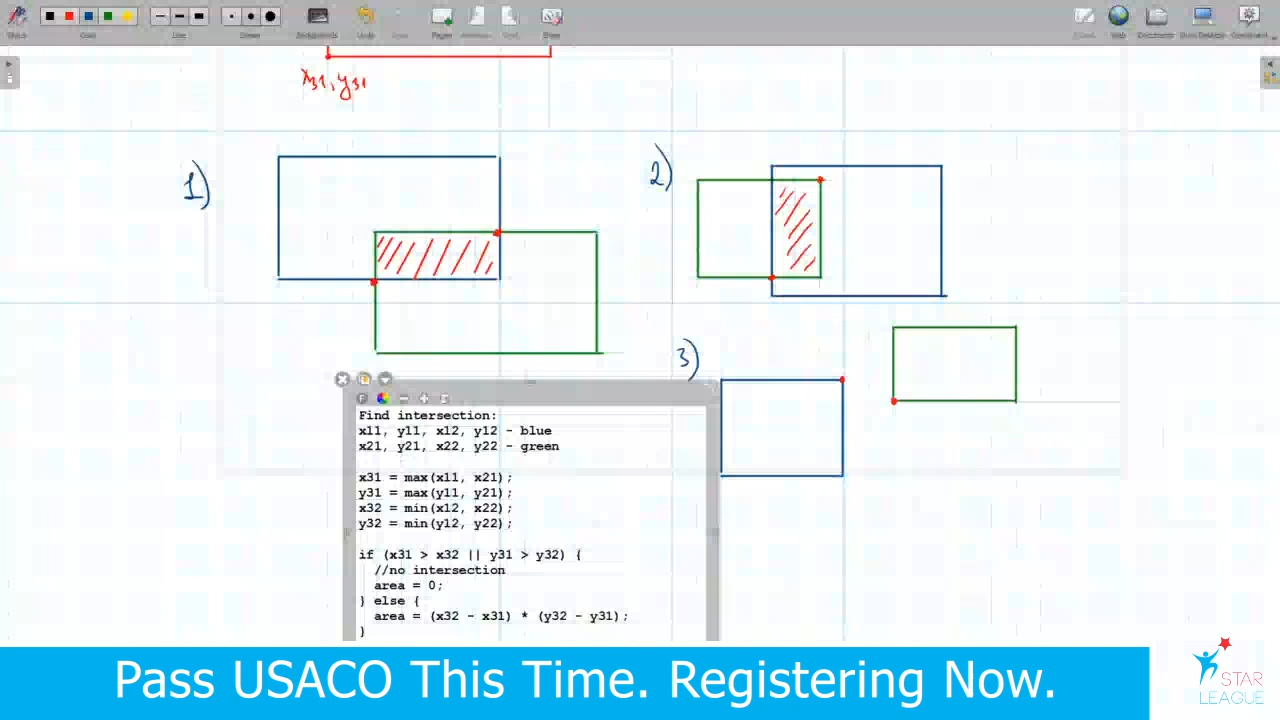 x31, y31
1)
2)
3)
Find intersection:
x11, y11, x12, y12 - blue
x21, y21, x22, y22 - green
x31 = max(x11, x21);
y31 = max(y11, y21);
x32 = min(x12, x22);
y32 = min(y12, y22);
if (x31 > x32 || y31 > y32) {
//no intersection
area = 0;
} else {
area = (x32 - x31) * (y32 - y31);
}
Pass USACO This Time. Registering Now.
STAR
LEAGUE